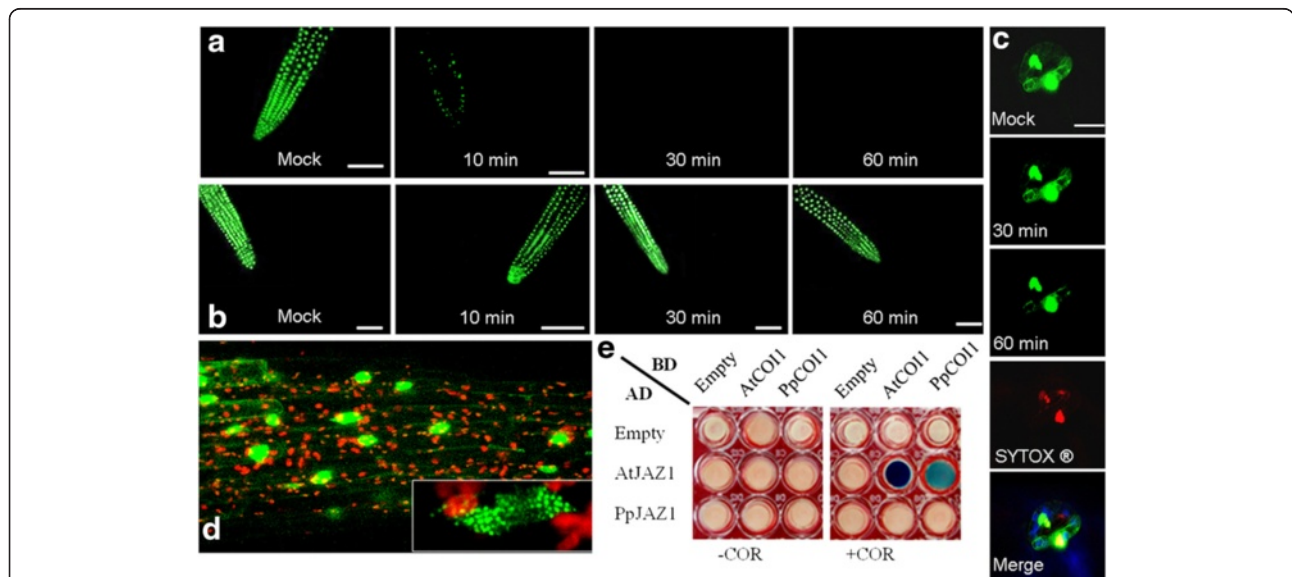 a
Mock
10 min
30 min
60 min
b
Mock
10 min
30 min
60 min
c
Mock
30 min
60 min
SYTOX ®
Merge
d
e
BD
AD
Empty
AtCOI1
PpCOI1
Empty
AtCOI1
PpCOI1
Empty
AtJAZ1
PpJAZ1
-COR
+COR